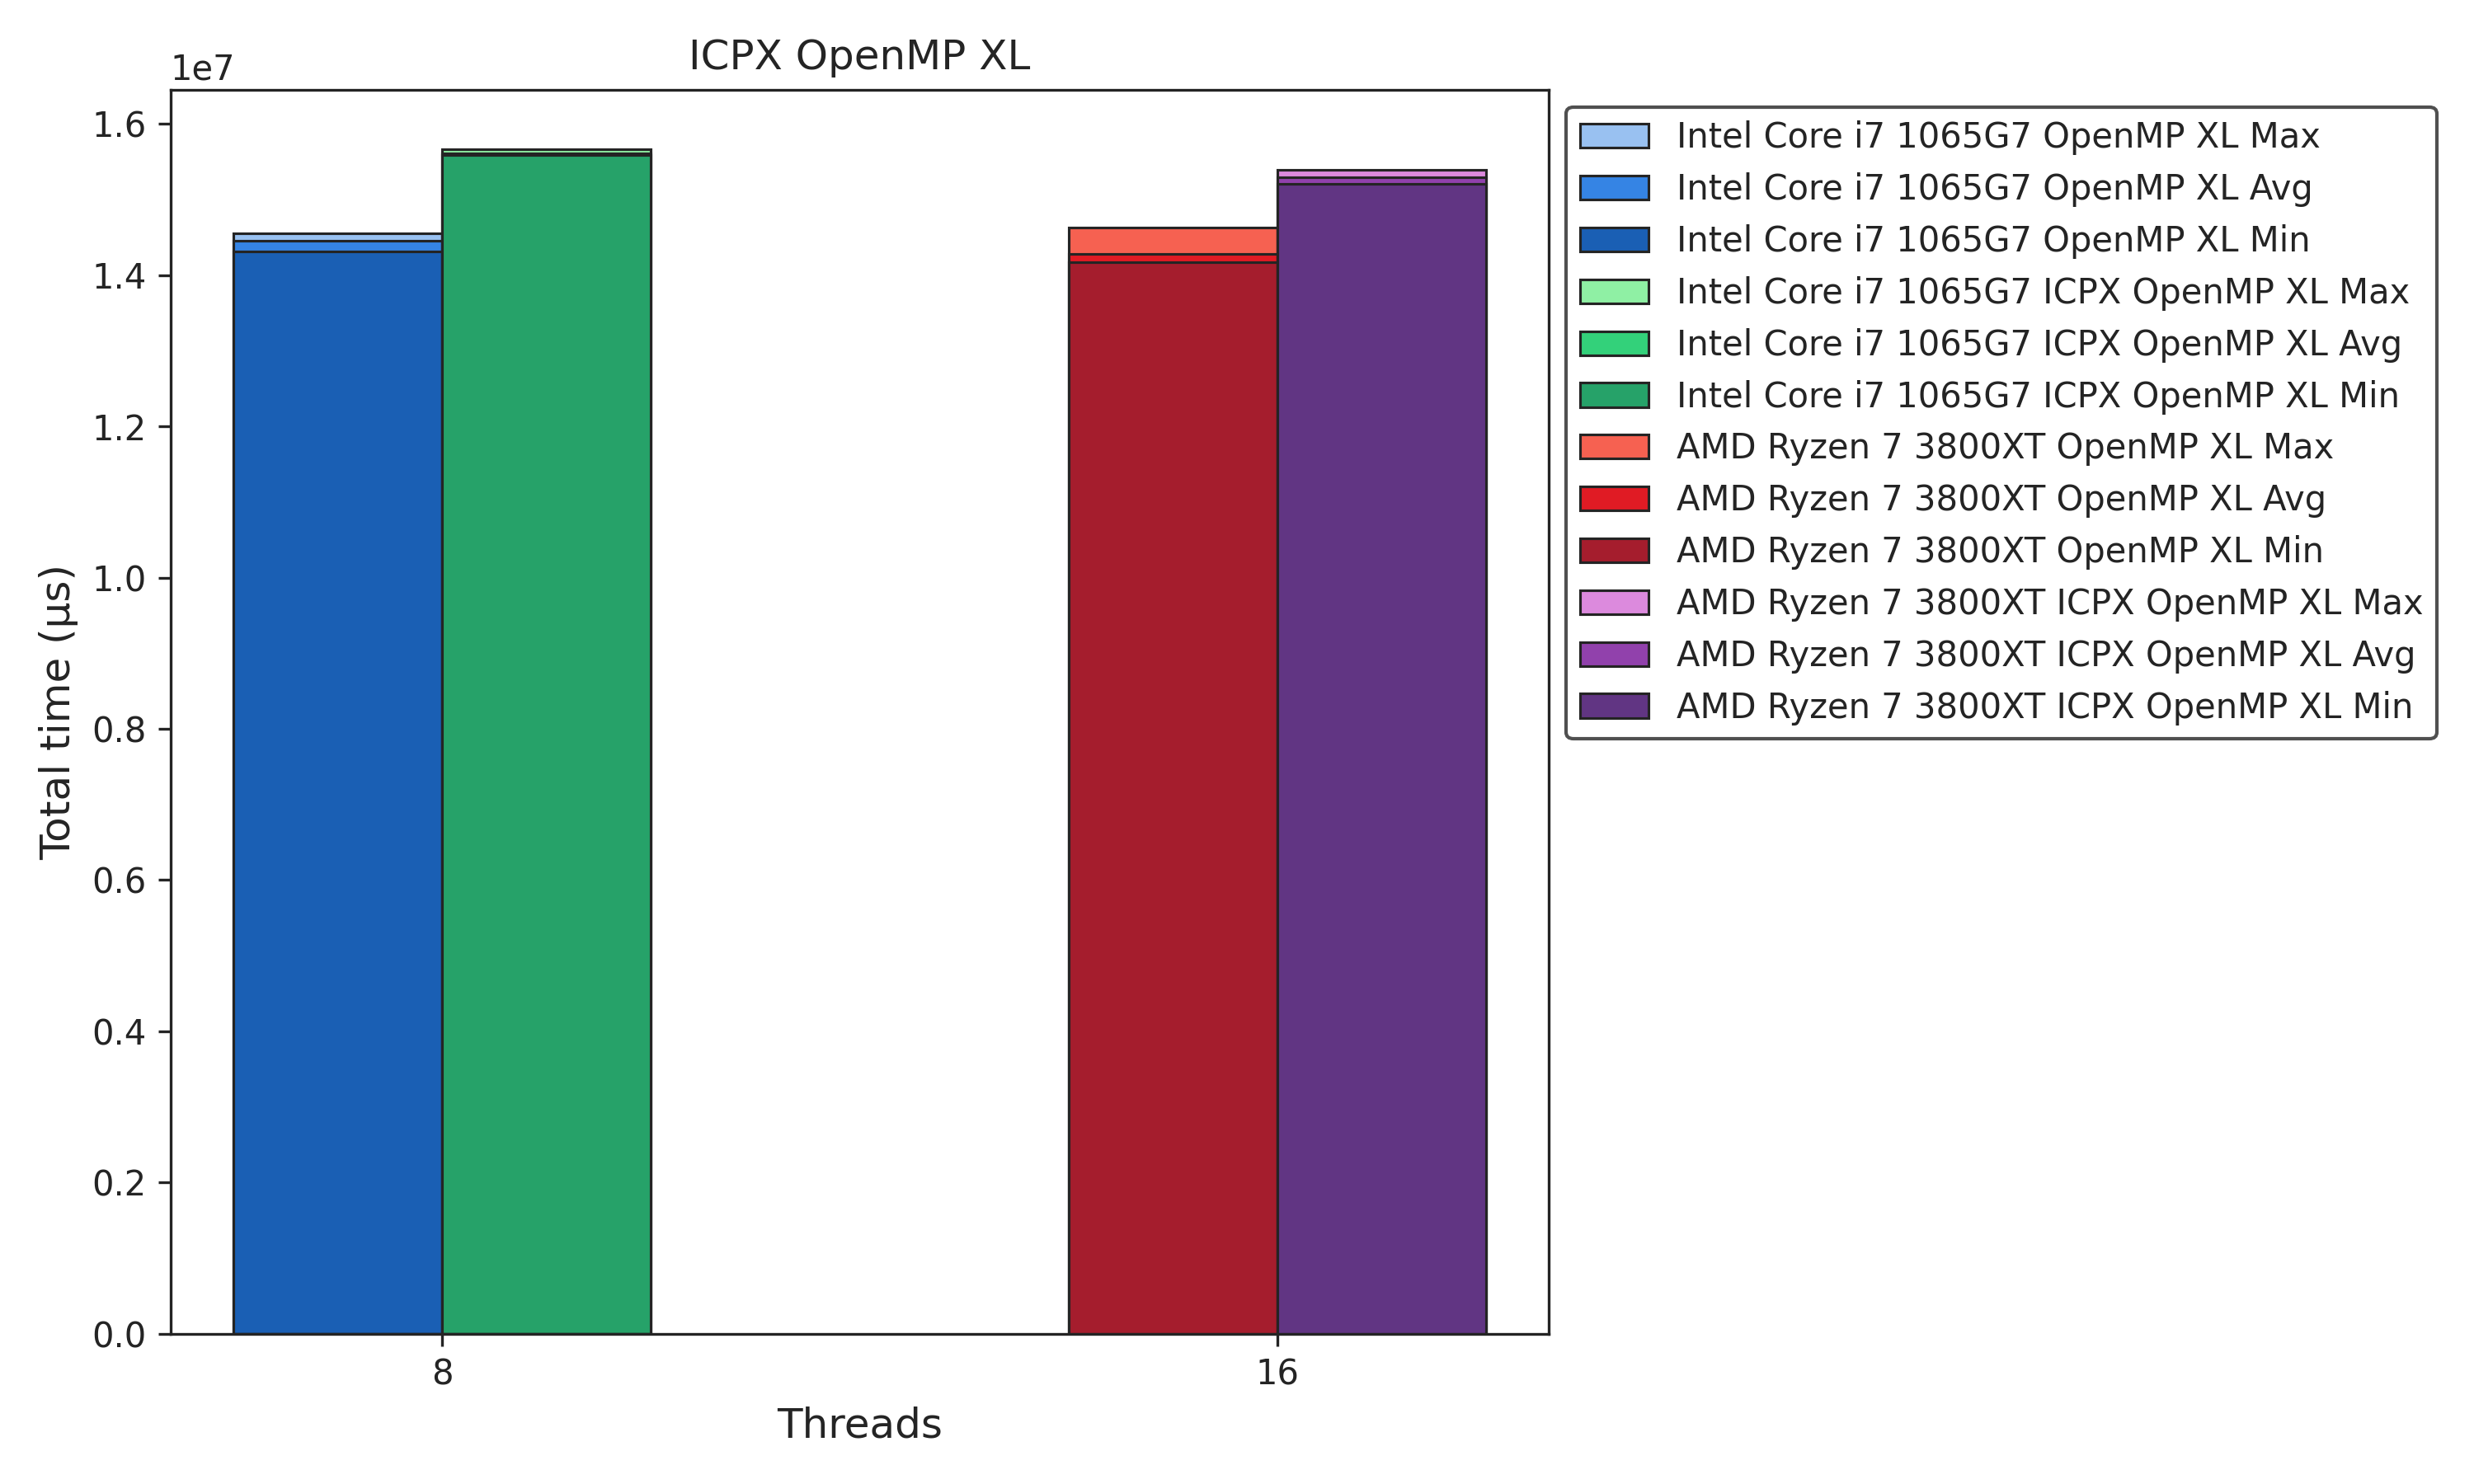 ICPX OpenMP XL
1e7
1.6
1.4
1.2
1.0
0.8
0.6
0.4
0.2
0.0
Total time (µs)
8
16
Threads
Intel Core i7 1065G7 OpenMP XL Max
Intel Core i7 1065G7 OpenMP XL Avg
Intel Core i7 1065G7 OpenMP XL Min
Intel Core i7 1065G7 ICPX OpenMP XL Max
Intel Core i7 1065G7 ICPX OpenMP XL Avg
Intel Core i7 1065G7 ICPX OpenMP XL Min
AMD Ryzen 7 3800XT OpenMP XL Max
AMD Ryzen 7 3800XT OpenMP XL Avg
AMD Ryzen 7 3800XT OpenMP XL Min
AMD Ryzen 7 3800XT ICPX OpenMP XL Max
AMD Ryzen 7 3800XT ICPX OpenMP XL Avg
AMD Ryzen 7 3800XT ICPX OpenMP XL Min